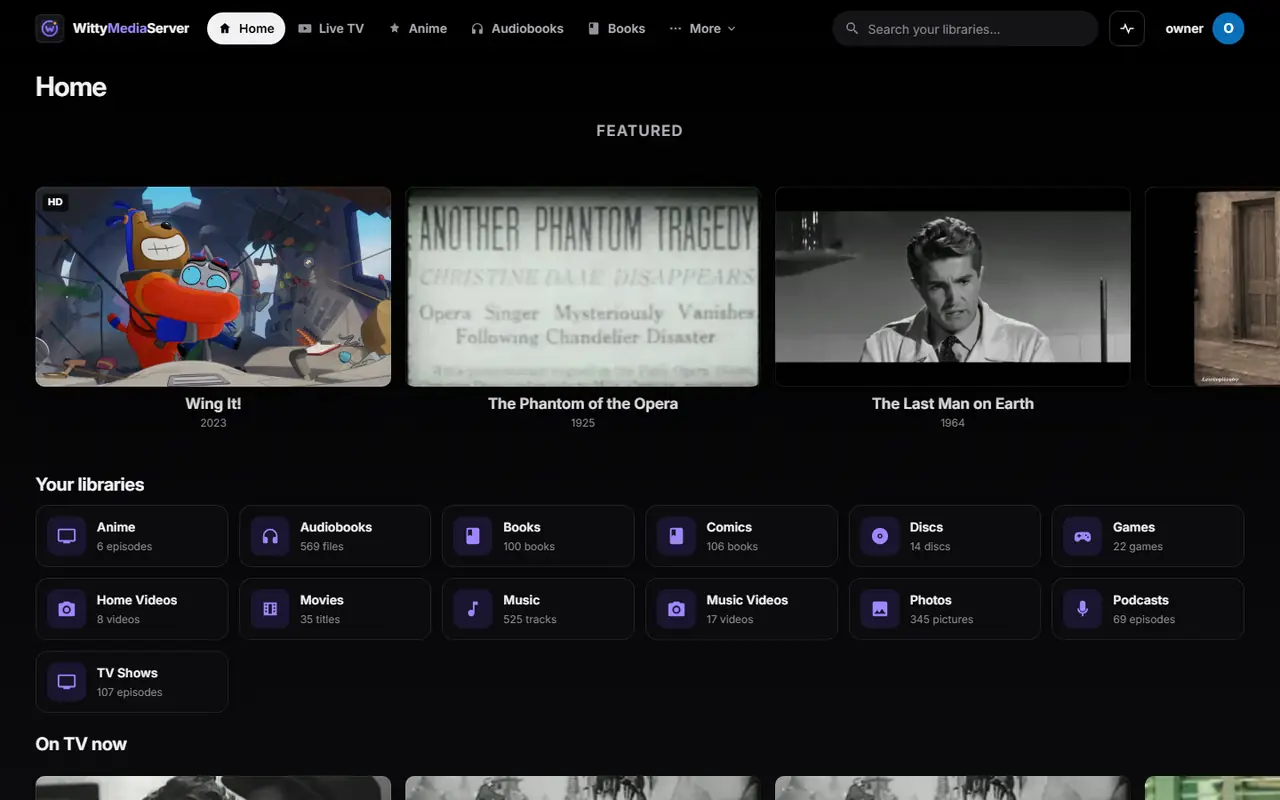 WittyMediaServer
Home
Live TV
Anime
Audiobooks
Books
More
Search your libraries...
owner
O
Home
FEATURED
HD
ANOTHER PHANTOM TRAGEDY
CHRISTINE DAAE DISAPPEARS
Opera Singer Mysteriously Vanishes
Following Chandelier Disaster
Wing It!
2023
The Phantom of the Opera
1925
The Last Man on Earth
1964
Your libraries
Anime
6 episodes
Audiobooks
569 files
Books
100 books
Comics
106 books
Discs
14 discs
Games
22 games
Home Videos
8 videos
Movies
35 titles
Music
525 tracks
Music Videos
17 videos
Photos
345 pictures
Podcasts
69 episodes
TV Shows
107 episodes
On TV now